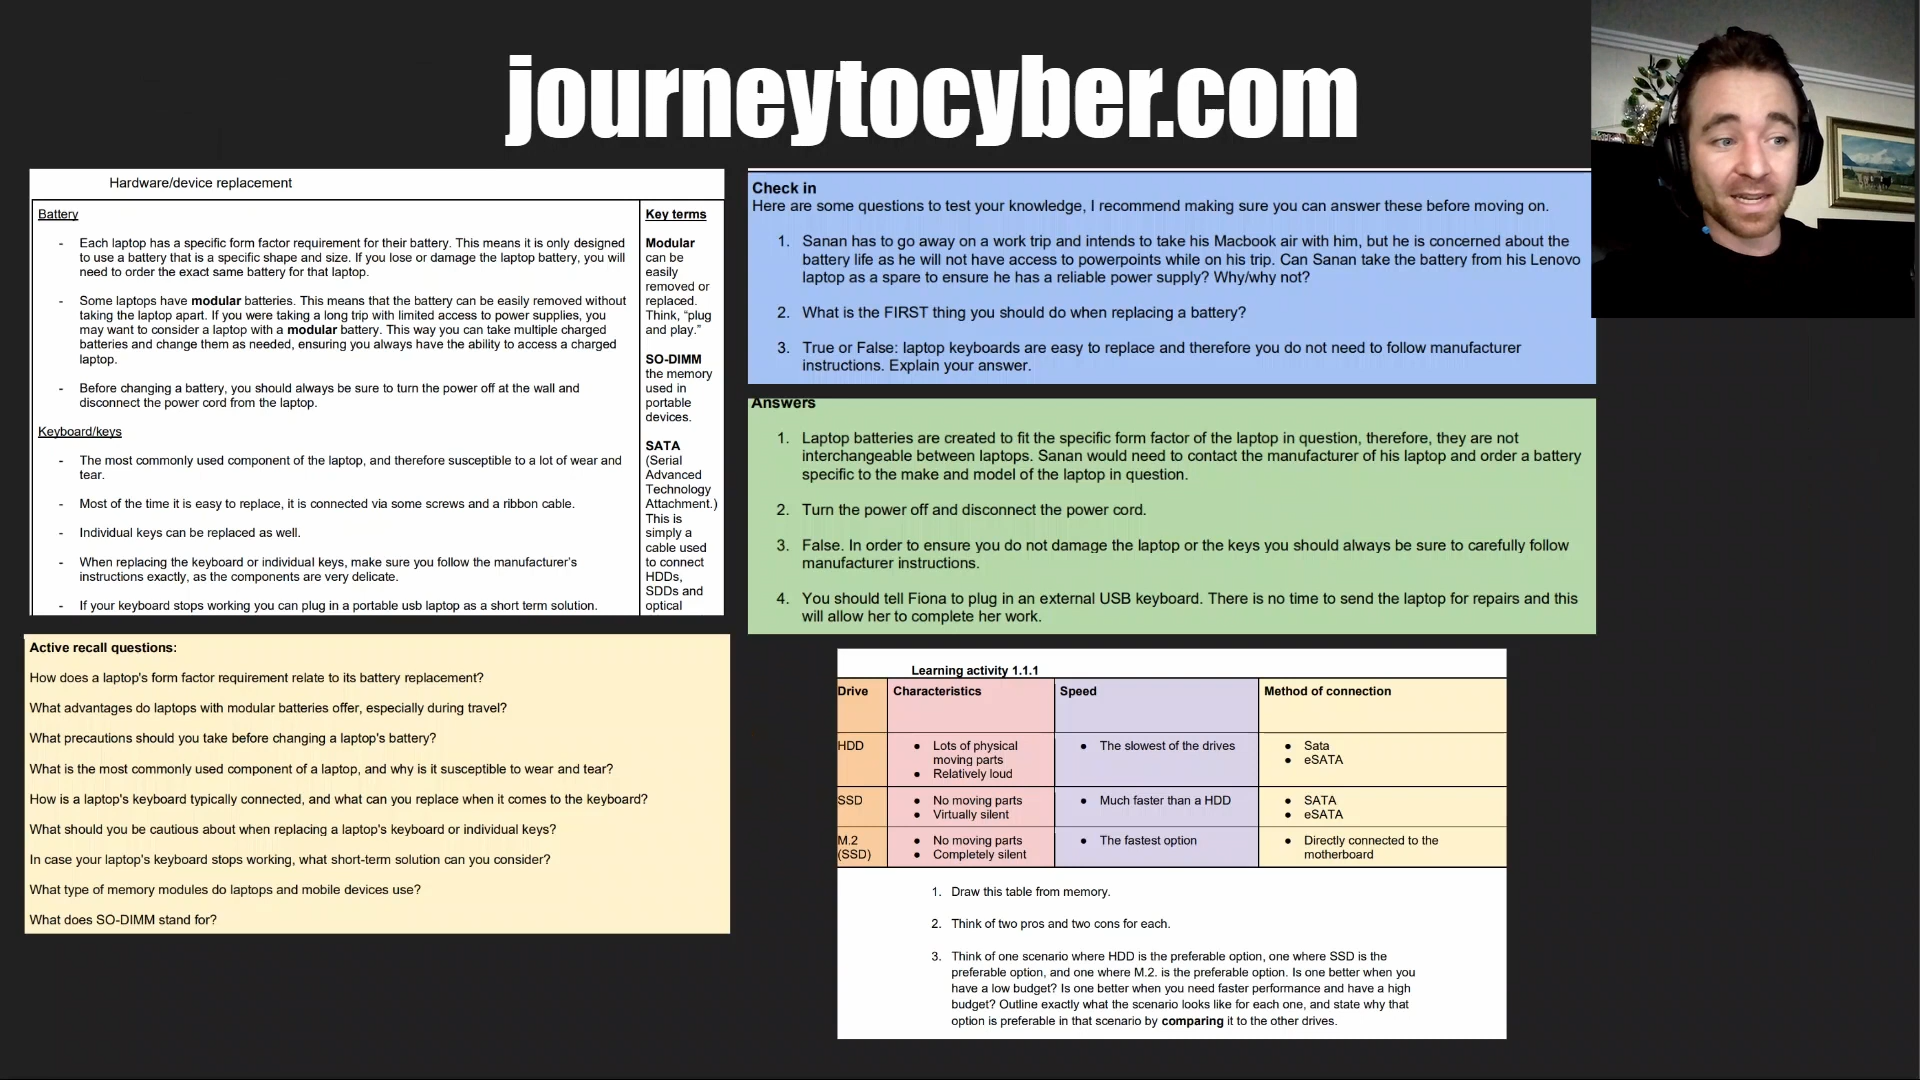 journeytocyber.com
Hardware/device replacement
Battery
- Each laptop has a specific form factor requirement for their battery. This means it is only designed
to use a battery that is a specific shape and size. If you lose or damage the laptop battery, you will
need to order the exact same battery for that laptop.
- Some laptops have modular batteries. This means that the battery can be easily removed without
taking the laptop apart. If you were taking a long trip with limited access to power supplies, you
may want to consider a laptop with a modular battery. This way you can take multiple charged
batteries and change them as needed, ensuring you always have the ability to access a charged
laptop.
- Before changing a battery, you should always be sure to turn the power off at the wall and
disconnect the power cord from the laptop.
Keyboard/keys
- The most commonly used component of the laptop, and therefore susceptible to a lot of wear and
tear.
- Most of the time it is easy to replace, it is connected via some screws and a ribbon cable.
- Individual keys can be replaced as well.
- When replacing the keyboard or individual keys, make sure you follow the manufacturer's
instructions exactly, as the components are very delicate.
- If your keyboard stops working you can plug in a portable usb laptop as a short term solution.
Key terms
Modular
can be
easily
removed or
replaced.
Think, “plug
and play.”
SO-DIMM
the memory
used in
portable
devices.
SATA
(Serial
Advanced
Technology
Attachment.)
This is
simply a
cable used
to connect
HDDs,
SDDs and
optical
Check in
Here are some questions to test your knowledge, I recommend making sure you can answer these before moving on.
1. Sanan has to go away on a work trip and intends to take his Macbook air with him, but he is concerned about the
battery life as he will not have access to powerpoints while on his trip. Can Sanan take the battery from his Lenovo
laptop as a spare to ensure he has a reliable power supply? Why/why not?
2. What is the FIRST thing you should do when replacing a battery?
3. True or False: laptop keyboards are easy to replace and therefore you do not need to follow manufacturer
instructions. Explain your answer.
Answers
1. Laptop batteries are created to fit the specific form factor of the laptop in question, therefore, they are not
interchangeable between laptops. Sanan would need to contact the manufacturer of his laptop and order a battery
specific to the make and model of the laptop in question.
2. Turn the power off and disconnect the power cord.
3. False. In order to ensure you do not damage the laptop or the keys you should always be sure to carefully follow
manufacturer instructions.
4. You should tell Fiona to plug in an external USB keyboard. There is no time to send the laptop for repairs and this
will allow her to complete her work.
Active recall questions:
How does a laptop's form factor requirement relate to its battery replacement?
What advantages do laptops with modular batteries offer, especially during travel?
What precautions should you take before changing a laptop's battery?
What is the most commonly used component of a laptop, and why is it susceptible to wear and tear?
How is a laptop's keyboard typically connected, and what can you replace when it comes to the keyboard?
What should you be cautious about when replacing a laptop's keyboard or individual keys?
In case your laptop's keyboard stops working, what short-term solution can you consider?
What type of memory modules do laptops and mobile devices use?
What does SO-DIMM stand for?
Learning activity 1.1.1
Drive Characteristics Speed Method of connection
HDD ● Lots of physical ● The slowest of the drives ● Sata
moving parts ● eSATA
● Relatively loud
SSD ● No moving parts ● Much faster than a HDD ● SATA
● Virtually silent ● eSATA
M.2 ● No moving parts ● The fastest option ● Directly connected to the
(SSD) ● Completely silent motherboard
1. Draw this table from memory.
2. Think of two pros and two cons for each.
3. Think of one scenario where HDD is the preferable option, one where SSD is the
preferable option, and one where M.2. is the preferable option. Is one better when you
have a low budget? Is one better when you need faster performance and have a high
budget? Outline exactly what the scenario looks like for each one, and state why that
option is preferable in that scenario by comparing it to the other drives.